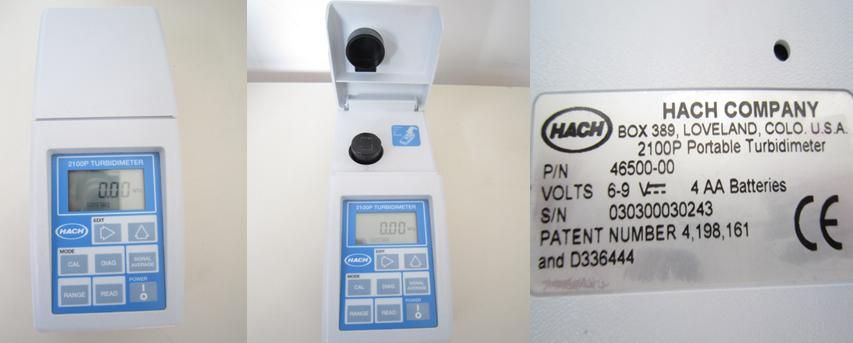 2100P TURBIDIMETER
0.00 NTU
HACH
EDIT
MODE
CAL DIAG SIGNAL AVERAGE
POWER
RANGE READ I O
2100P TURBIDIMETER
0.00
HACH
EDIT
MODE
CAL DIAG SIGNAL AVERAGE
POWER
RANGE READ I O
HACH
HACH COMPANY
BOX 389, LOVELAND, COLO. U.S.A.
2100P Portable Turbidimeter
P/N 46500-00
VOLTS 6-9 V 4 AA Batteries
S/N 030300030243
PATENT NUMBER 4,198,161
and D336444
CE